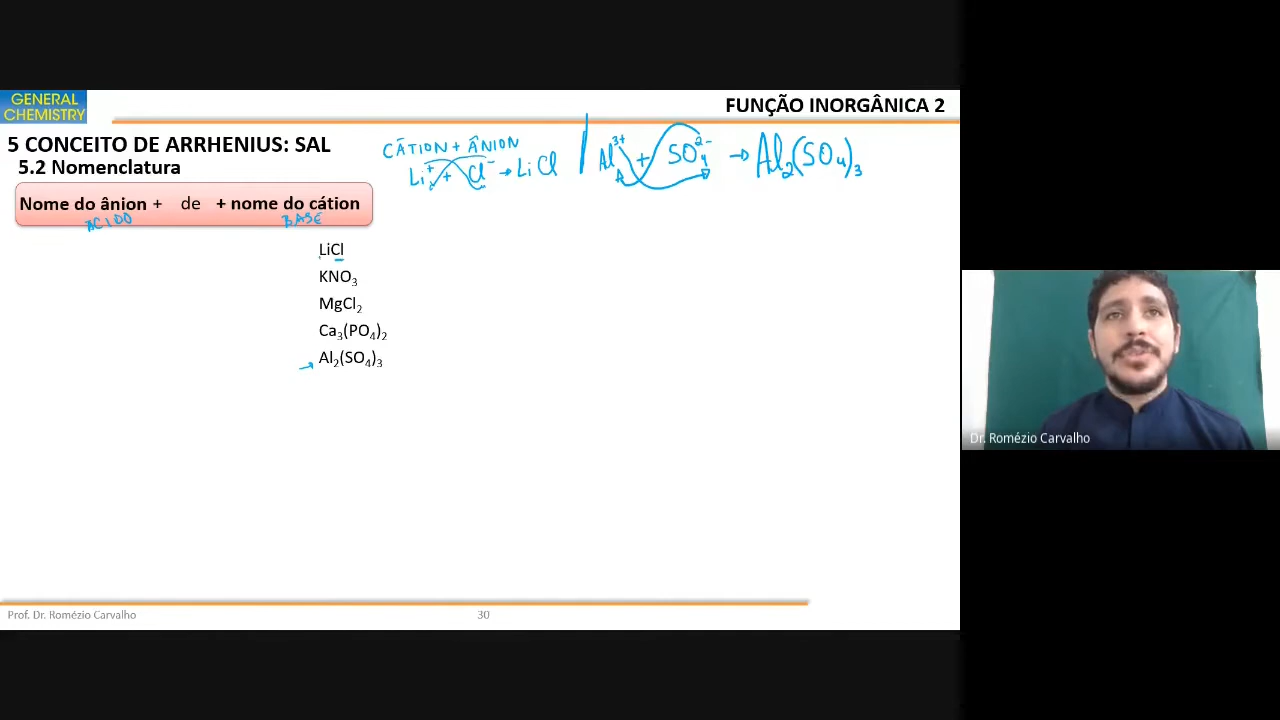 GENERAL
CHEMISTRY
FUNÇÃO INORGÂNICA 2
5 CONCEITO DE ARRHENIUS: SAL
5.2 Nomenclatura
CÃTION + ÂNION
Li⁺ + Cl⁻ → LiCl
Al³⁺ + SO₄²⁻ → Al₂(SO₄)₃
Nome do ânion + de + nome do cátion
ÁCIDO BASE
LiCl
KNO₃
MgCl₂
Ca₃(PO₄)₂
→ Al₂(SO₄)₃
Dr. Romézio Carvalho
Prof. Dr. Romézio Carvalho 30